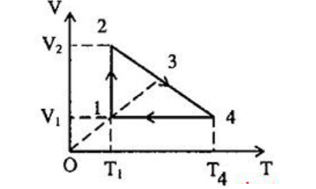 V
V₂ 2
3
V₁ 1 4
O T₁ T₄ T